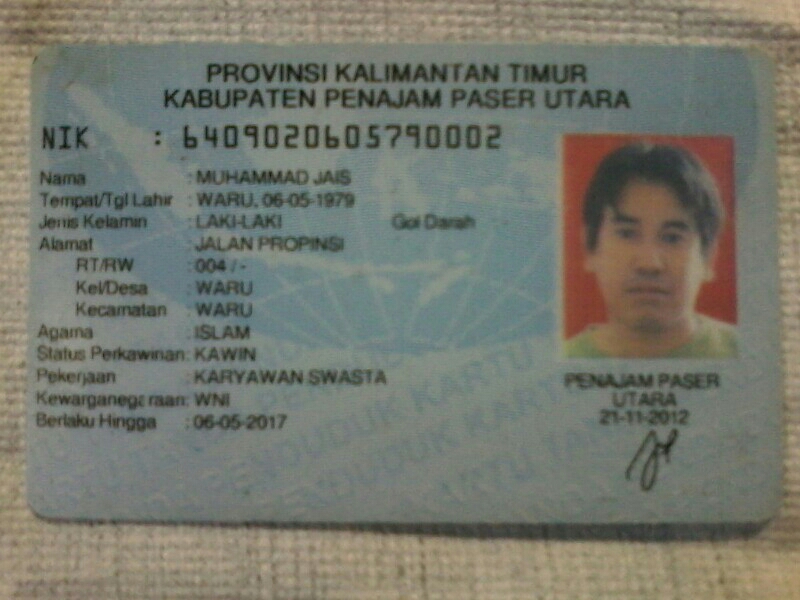 PROVINSI KALIMANTAN TIMUR
KABUPATEN PENAJAM PASER UTARA
NIK : 6409020605790002
Nama : MUHAMMAD JAIS
Tempat/Tgl Lahir : WARU, 06-05-1979
Jenis Kelamin : LAKI-LAKI Gol Darah
Alamat : JALAN PROPINSI
RT/RW : 004 / -
Kel/Desa : WARU
Kecamatan : WARU
Agama : ISLAM
Status Perkawinan: KAWIN
Pekerjaan : KARYAWAN SWASTA
Kewarganegaraan: WNI
Berlaku Hingga : 06-05-2017
PENAJAM PASER
UTARA
21-11-2012